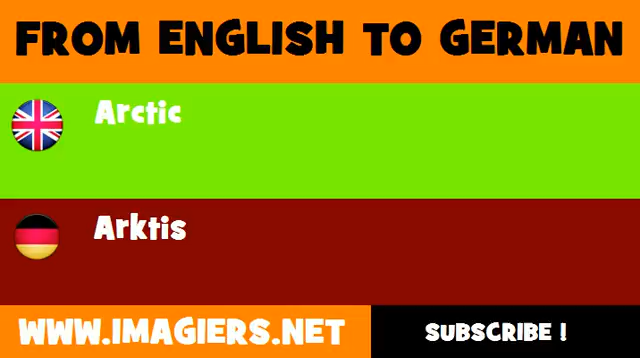 FROM ENGLISH TO GERMAN
Arctic
Arktis
WWW.IMAGIERS.NET
SUBSCRIBE !